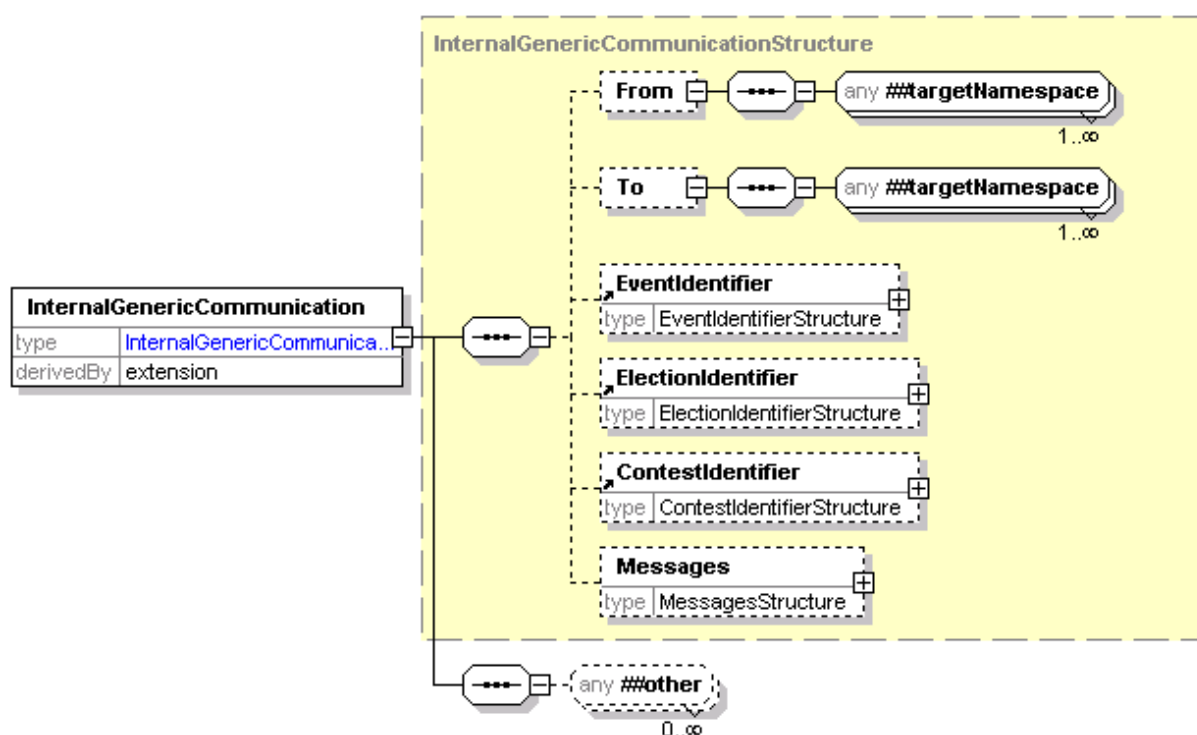 InternalGenericCommunicationStructure
From
any ##targetNamespace
1..∞
To
any ##targetNamespace
1..∞
EventIdentifier
type EventIdentifierStructure
InternalGenericCommunication
type InternalGenericCommunica...
derivedBy extension
ElectionIdentifier
type ElectionIdentifierStructure
ContestIdentifier
type ContestIdentifierStructure
Messages
type MessagesStructure
any ##other
0..∞